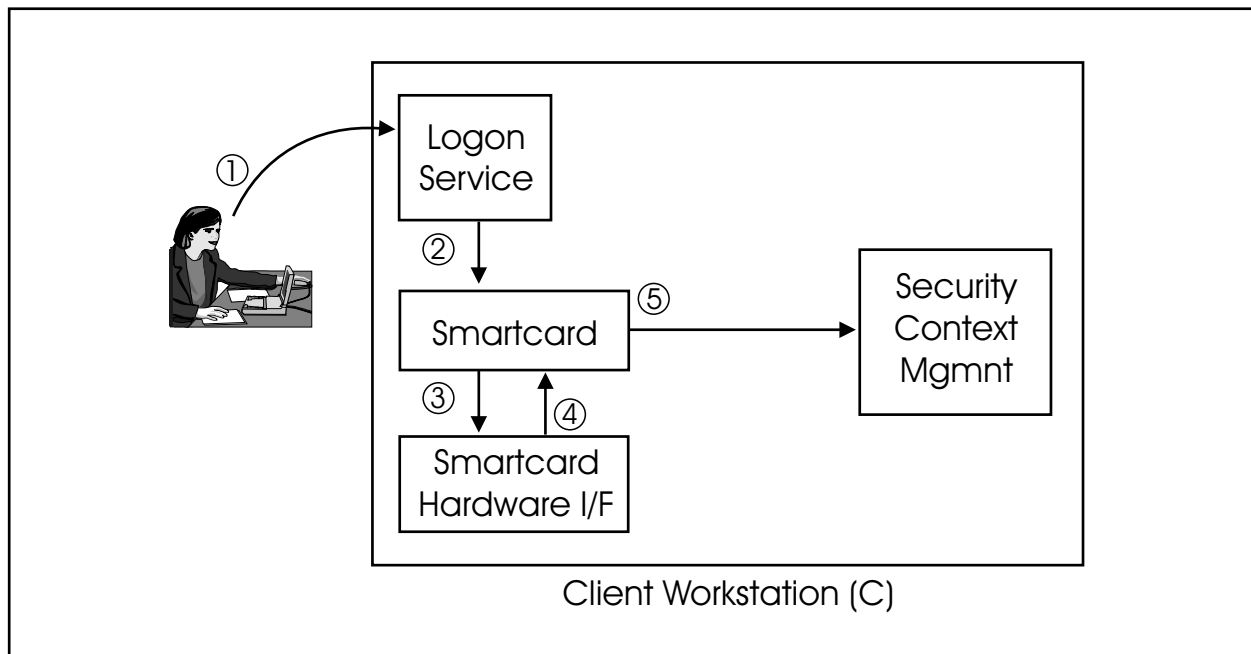 ①
Logon
Service
②
Smartcard
⑤
Security
Context
Mgmnt
③
④
Smartcard
Hardware I/F
Client Workstation (C)